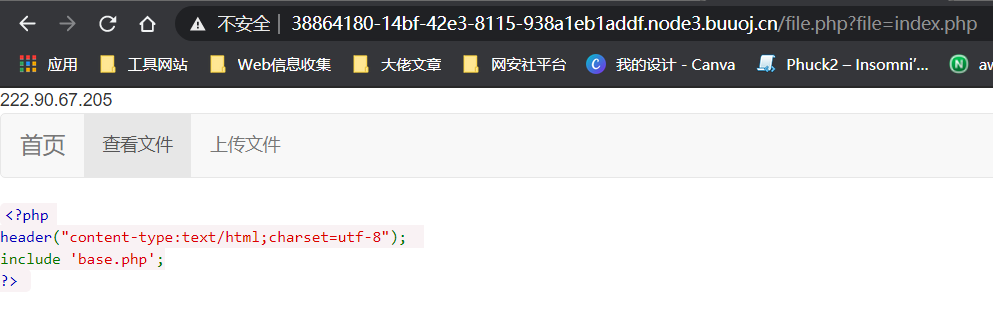 不安全 | 38864180-14bf-42e3-8115-938a1eb1addf.node3.buuoj.cn/file.php?file=index.php
应用 工具网站 Web信息收集 大佬文章 网安社平台 我的设计 - Canva Phuck2 – Insomni'... aw
222.90.67.205
首页 查看文件 上传文件
<?php
header("content-type:text/html;charset=utf-8");
include 'base.php';
?>